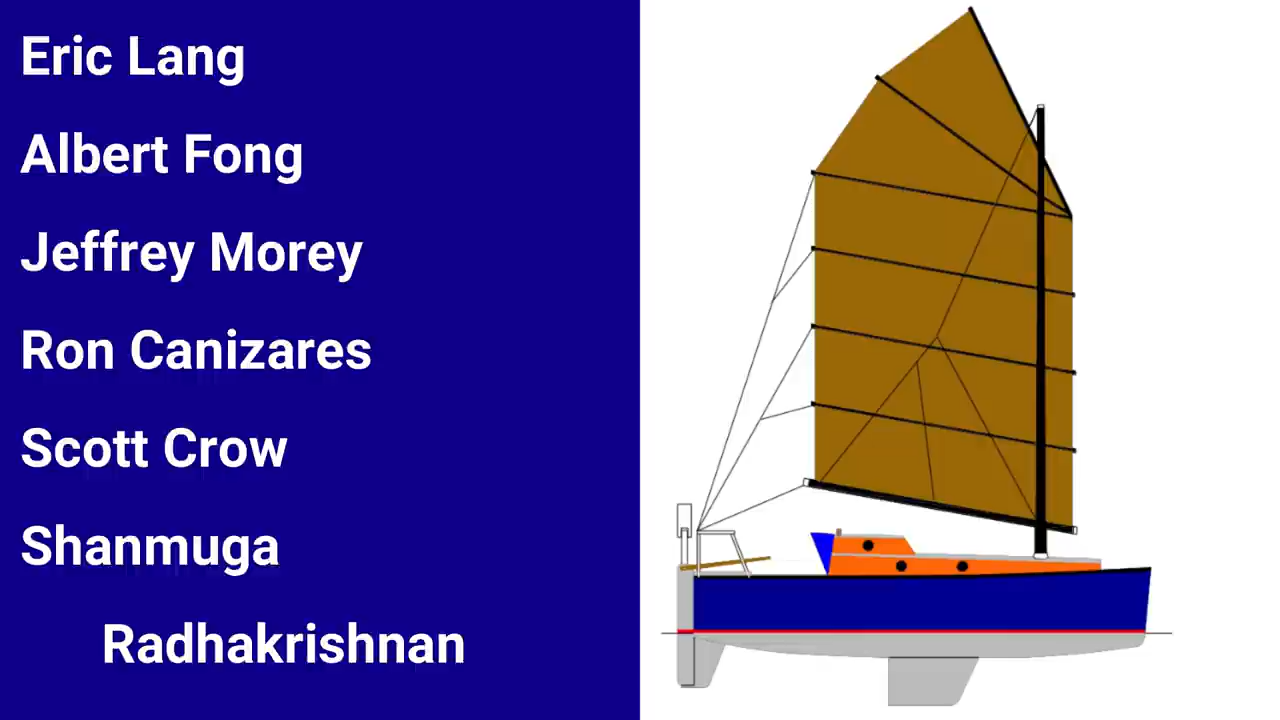 Eric Lang
Albert Fong
Jeffrey Morey
Ron Canizares
Scott Crow
Shanmuga
Radhakrishnan